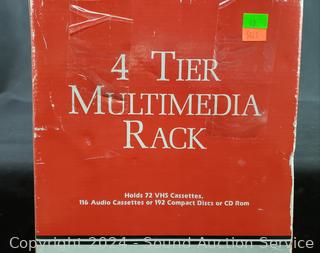 4 TIER
MULTIMEDIA
RACK
Holds 72 VHS Cassettes,
116 Audio Cassettes or 192 Compact Discs or CD Rom
Copyright 2024 - Sound Auction Service